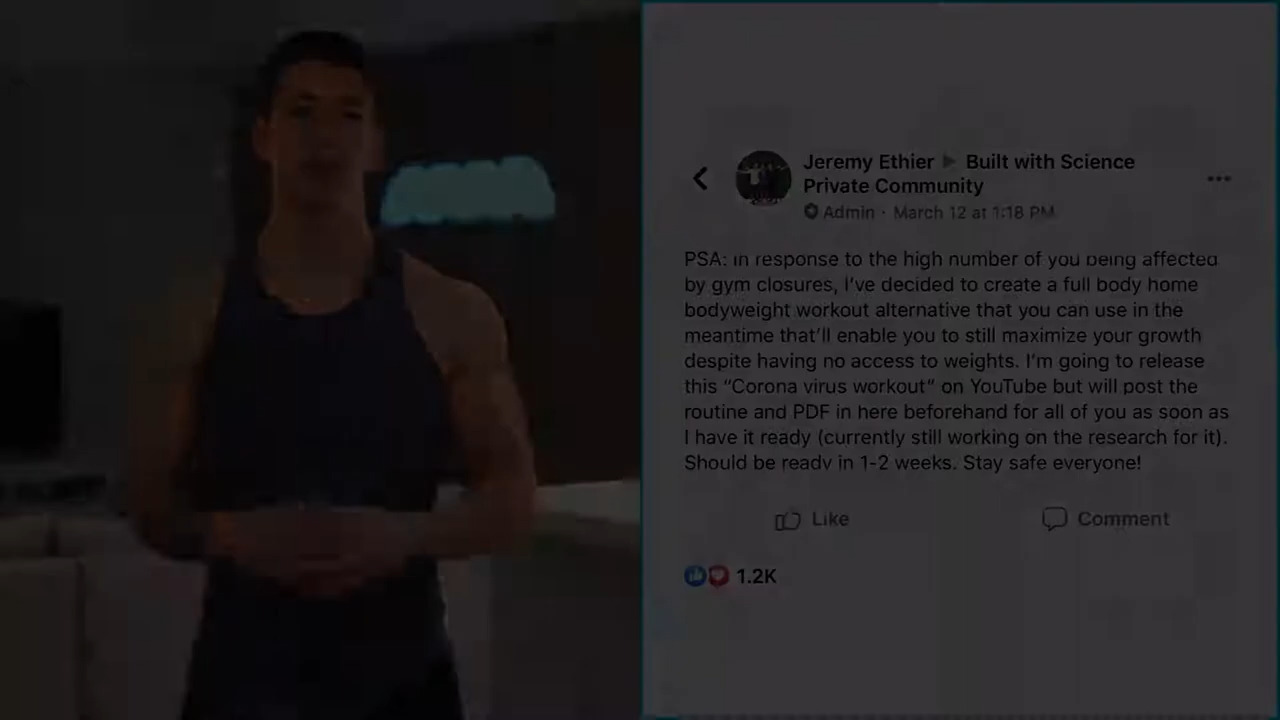 Jeremy Ethier ▶ Built with Science
Private Community
Admin · March 12 at 1:18 PM
PSA: in response to the high number of you being affected
by gym closures, I've decided to create a full body home
bodyweight workout alternative that you can use in the
meantime that'll enable you to still maximize your growth
despite having no access to weights. I'm going to release
this "Corona virus workout" on YouTube but will post the
routine and PDF in here beforehand for all of you as soon as
I have it ready (currently still working on the research for it).
Should be ready in 1-2 weeks. Stay safe everyone!
Like Comment
1.2K